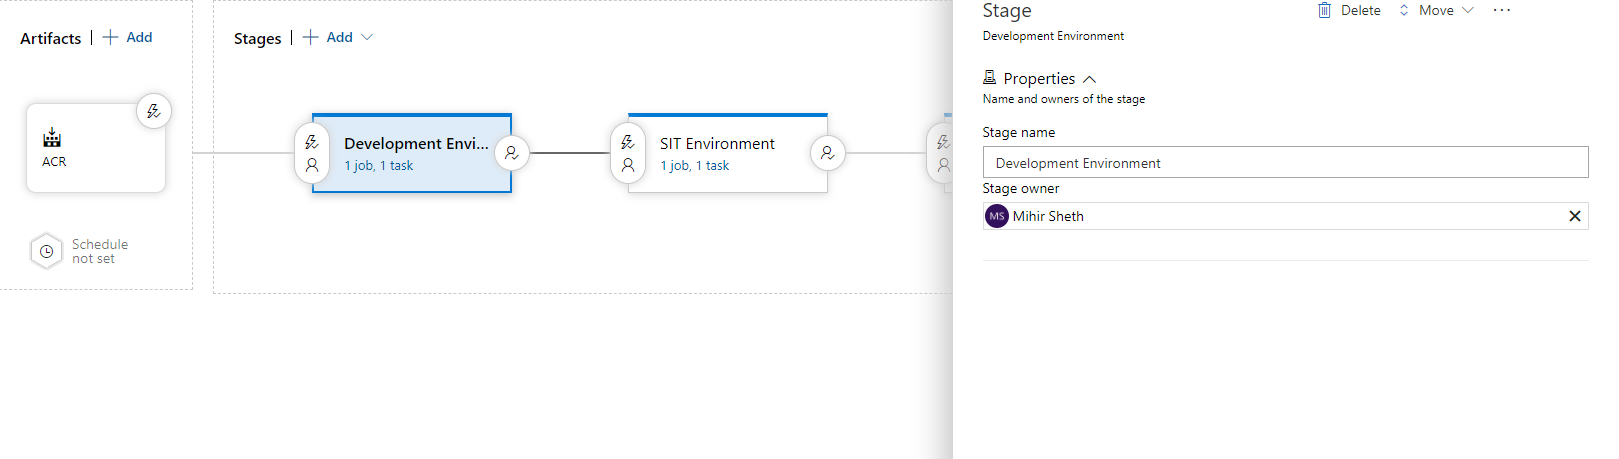 Artifacts | + Add
ACR
Schedule
not set
Stages | + Add
Development Envi...
1 job, 1 task
SIT Environment
1 job, 1 task
Stage
Delete
Move
...
Development Environment
Properties
Name and owners of the stage
Stage name
Development Environment
Stage owner
MS Mihir Sheth